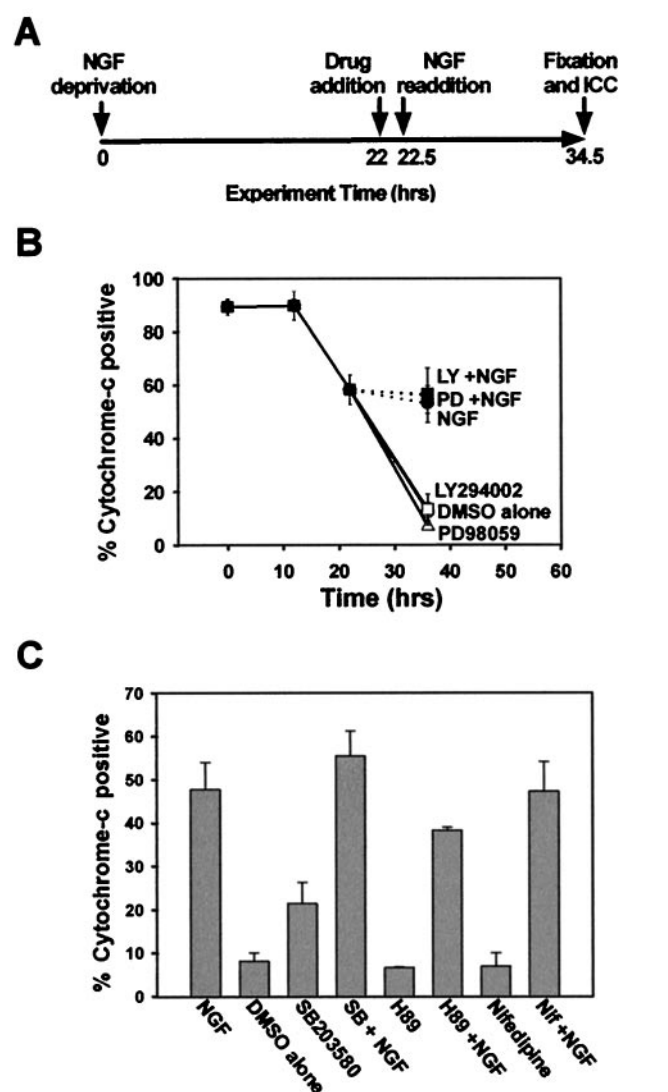 A
NGF deprivation
Drug addition
NGF readdition
Fixation and ICC
0 22 22.5 34.5
Experiment Time (hrs)
B
% Cytochrome-c positive
100
80
60
40
20
0
LY +NGF
PD +NGF
NGF
LY294002
DMSO alone
PD98059
0 10 20 30 40 50 60
Time (hrs)
C
% Cytochrome-c positive
70
60
50
40
30
20
10
0
NGF
DMSO alone
SB203580
SB + NGF
H89
H89 +NGF
Nifedipine
Nif +NGF